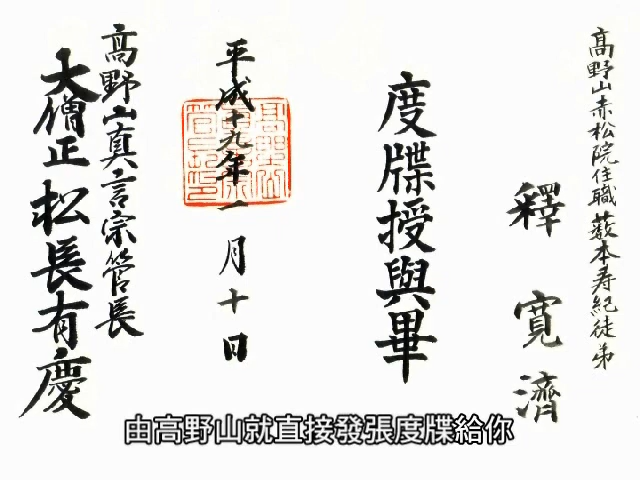 高野山赤松院住職 薮本寿紀徒弟
釋寬濟
度牒授與畢
平成十九年一月十日
高野山真言宗管長
大僧正 松長有慶
由高野山就直接發張度牒給你